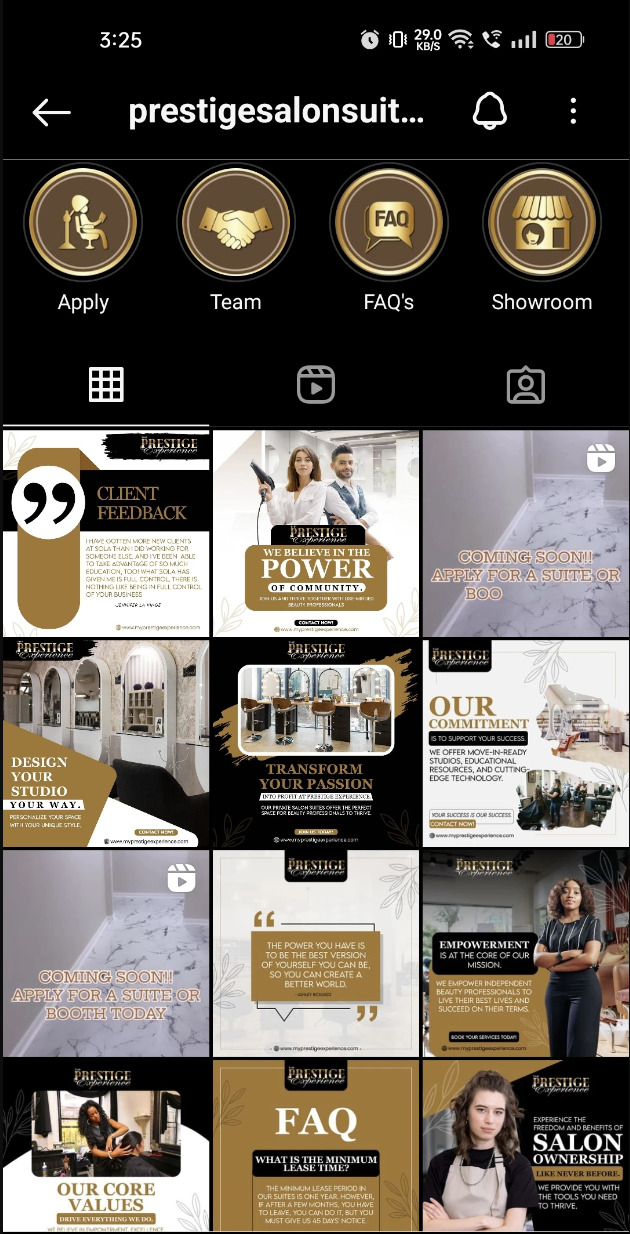 3:25
29.0
KB/S
20
prestigesalonsuit...
FAQ
Apply
Team
FAQ's
Showroom
PRESTIGE
Experience
CLIENT
FEEDBACK
I HAVE GOTTEN MORE NEW CLIENTS
AT SOLA THAN I DID WORKING FOR
SOMEONE ELSE, AND I'VE BEEN ABLE
TO TAKE ADVANTAGE OF SO MUCH
EDUCATION, TOO! WHAT SOLA HAS
GIVEN ME IS FULL CONTROL, THERE IS
NOTHING LIKE BEING IN FULL CONTROL
OF YOUR BUSINESS
www.myprestigeexperience.com
PRESTIGE
Experience
WE BELIEVE IN THE
POWER
OF COMMUNITY.
JOIN US AND THRIVE TOGETHER WITH LIKE-MINDED
BEAUTY PROFESSIONALS
CONTACT NOW!
www.myprestigeexperience.com
COMING SOON!!
APPLY FOR A SUITE OR
BOO
PRESTIGE
Experience
DESIGN
YOUR
STUDIO
YOUR WAY.
PERSONALIZE YOUR SPACE
WITH YOUR UNIQUE STYLE.
CONTACT NOW!
www.myprestigeexperience.com
PRESTIGE
Experience
TRANSFORM
YOUR PASSION
INTO PROFIT AT PRESTIGE EXPERIENCE.
OUR PRIVATE SALON SUITES OFFER THE PERFECT
SPACE FOR BEAUTY PROFESSIONALS TO THRIVE.
JOIN US TODAY!
www.myprestigeexperience.com
PRESTIGE
Experience
OUR
COMMITMENT
IS TO SUPPORT YOUR SUCCESS.
WE OFFER MOVE-IN-READY
STUDIOS, EDUCATIONAL
RESOURCES, AND CUTTING-
EDGE TECHNOLOGY.
YOUR SUCCESS IS OUR SUCCESS.
CONTACT NOW!
www.myprestigeexperience.com
COMING SOON!!
APPLY FOR A SUITE OR
BOOTH TODAY
PRESTIGE
Experience
THE POWER YOU HAVE IS
TO BE THE BEST VERSION
OF YOURSELF YOU CAN BE,
SO YOU CAN CREATE A
BETTER WORLD.
www.myprestigeexperience.com
PRESTIGE
Experience
EMPOWERMENT
IS AT THE CORE OF OUR
MISSION.
WE EMPOWER INDEPENDENT
BEAUTY PROFESSIONALS TO
LIVE THEIR BEST LIVES AND
SUCCEED ON THEIR TERMS.
BOOK YOUR SERVICES TODAY!
www.myprestigeexperience.com
PRESTIGE
Experience
OUR CORE
VALUES
DRIVE EVERYTHING WE DO.
WE BELIEVE IN EMPOWERMENT, EXCELLENCE
PRESTIGE
Experience
FAQ
WHAT IS THE MINIMUM
LEASE TIME?
THE MINIMUM LEASE PERIOD IN
OUR SUITES IS ONE YEAR. HOWEVER,
IF AFTER A FEW MONTHS, YOU HAVE
TO LEAVE, YOU CAN DO IT, BUT YOU
MUST GIVE US 45 DAYS' NOTICE.
PRESTIGE
Experience
EXPERIENCE THE
FREEDOM AND BENEFITS OF
SALON
OWNERSHIP
LIKE NEVER BEFORE.
WE PROVIDE YOU WITH
THE TOOLS YOU NEED
TO THRIVE.